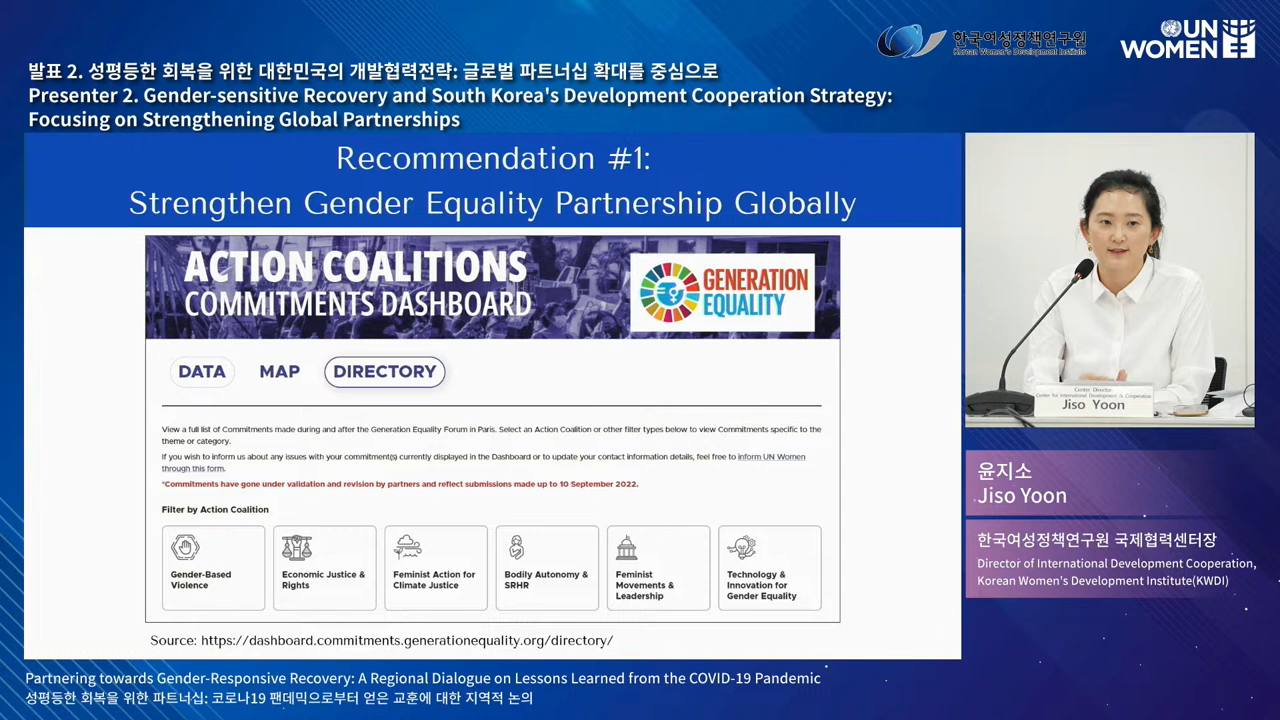 한국여성정책연구원
Korean Women's Development Institute
UN
WOMEN
발표 2. 성평등한 회복을 위한 대한민국의 개발협력전략: 글로벌 파트너십 확대를 중심으로
Presenter 2. Gender-sensitive Recovery and South Korea's Development Cooperation Strategy:
Focusing on Strengthening Global Partnerships
Recommendation #1:
Strengthen Gender Equality Partnership Globally
ACTION COALITIONS
COMMITMENTS DASHBOARD
GENERATION
EQUALITY
DATA MAP DIRECTORY
View a full list of Commitments made during and after the Generation Equality Forum in Paris. Select an Action Coalition or other filter types below to view Commitments specific to the
theme or category.
If you wish to inform us about any issues with your commitment(s) currently displayed in the Dashboard or to update your contact information details, feel free to inform UN Women
through this form.
*Commitments have gone under validation and revision by partners and reflect submissions made up to 10 September 2022.
Filter by Action Coalition
Gender-Based
Violence
Economic Justice &
Rights
Feminist Action for
Climate Justice
Bodily Autonomy &
SRHR
Feminist
Movements &
Leadership
Technology &
Innovation for
Gender Equality
Source: https://dashboard.commitments.generationequality.org/directory/
Center Director
Center for International Development & Cooperation
Jiso Yoon
윤지소
Jiso Yoon
한국여성정책연구원 국제협력센터장
Director of International Development Cooperation,
Korean Women's Development Institute(KWDI)
Partnering towards Gender-Responsive Recovery: A Regional Dialogue on Lessons Learned from the COVID-19 Pandemic
성평등한 회복을 위한 파트너십: 코로나19 팬데믹으로부터 얻은 교훈에 대한 지역적 논의